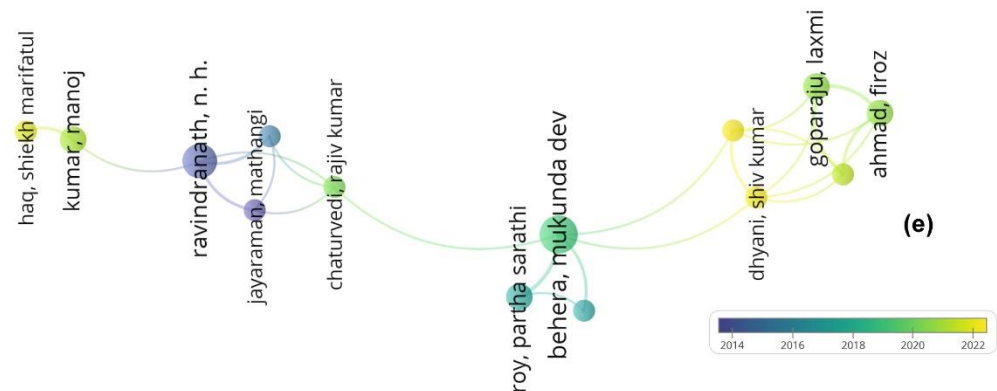 haq, shiekh marifatul
kumar, manoj
ravindranath, n. h.
jayaraman, mathangi
chaturvedi, rajiv kumar
roy, partha sarathi
behera, mukunda dev
dhyani, shiv kumar
goparaju, laxmi
ahmad, firoz
(e)
2014 2016 2018 2020 2022